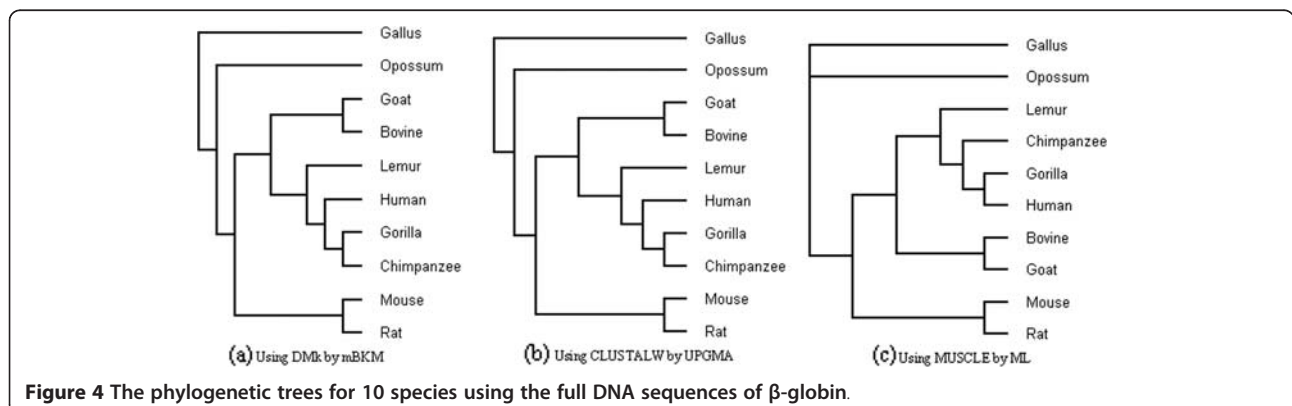 Gallus
Opossum
Goat
Bovine
Lemur
Human
Gorilla
Chimpanzee
Mouse
Rat
(a) Using DMk by mBKM
Gallus
Opossum
Goat
Bovine
Lemur
Human
Gorilla
Chimpanzee
Mouse
Rat
(b) Using CLUSTALW by UPGMA
Gallus
Opossum
Lemur
Chimpanzee
Gorilla
Human
Bovine
Goat
Mouse
Rat
(c) Using MUSCLE by ML
Figure 4 The phylogenetic trees for 10 species using the full DNA sequences of β-globin.